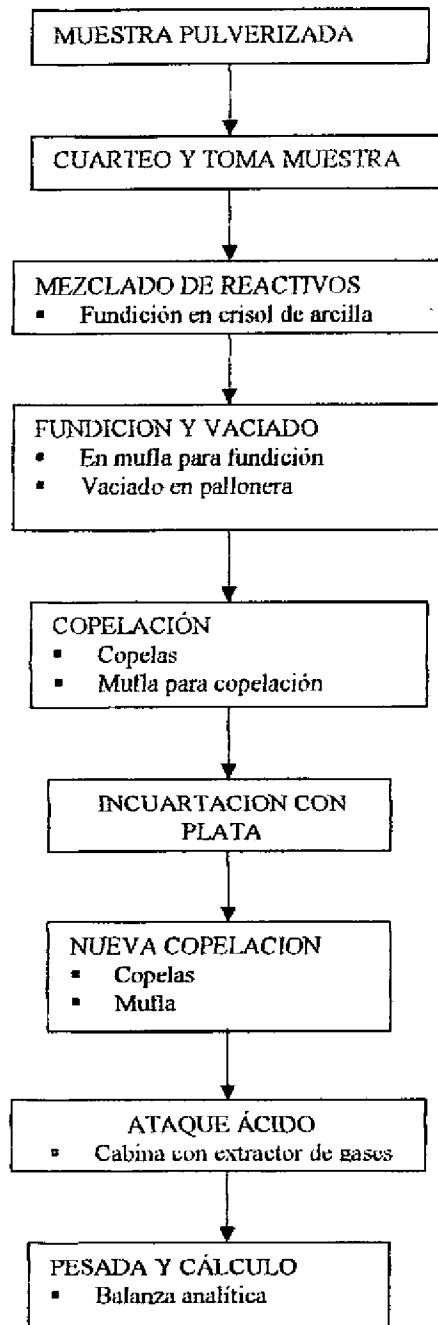 MUESTRA PULVERIZADA
CUARTEO Y TOMA MUESTRA
MEZCLADO DE REACTIVOS
▪ Fundición en crisol de arcilla
FUNDICION Y VACIADO
▪ En mufla para fundición
▪ Vaciado en pallonera
COPELACIÓN
▪ Copelas
▪ Mufla para copelación
INCUARTACION CON
PLATA
NUEVA COPELACION
▪ Copelas
▪ Mufla
ATAQUE ÁCIDO
▪ Cabina con extractor de gases
PESADA Y CÁLCULO
▪ Balanza analítica